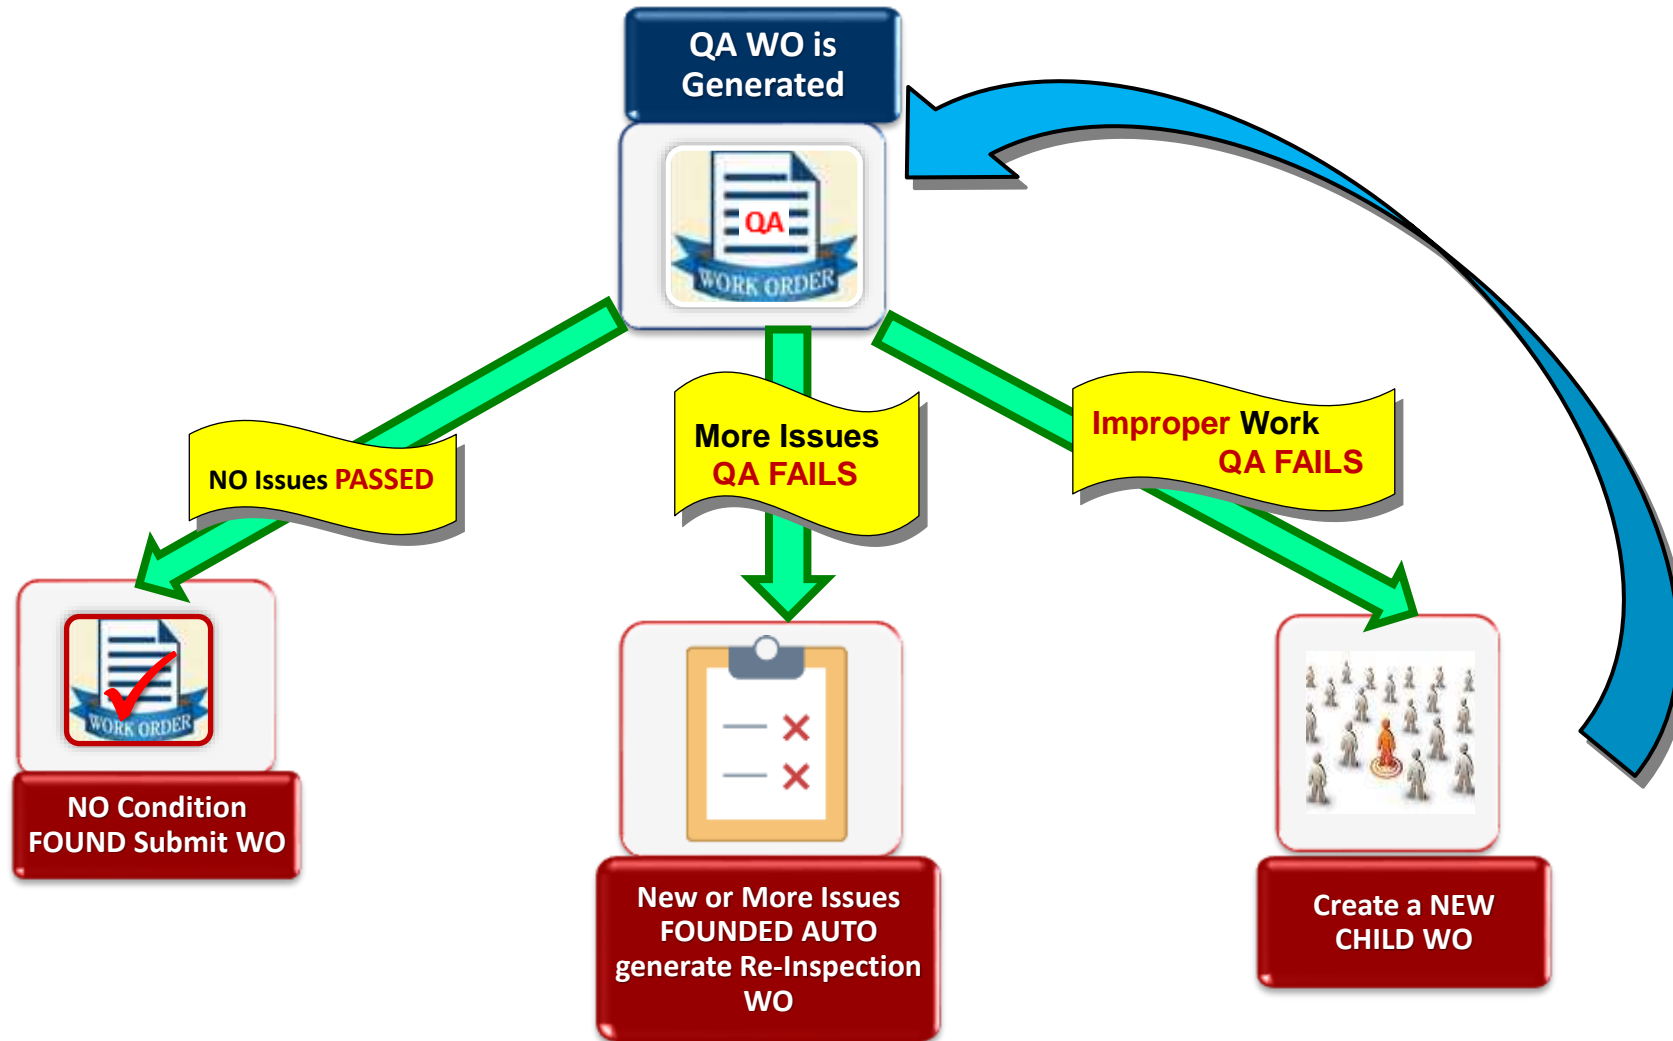 QA WO is
Generated
QA
WORK ORDER
NO Issues PASSED
More Issues
QA FAILS
Improper Work
QA FAILS
WORK ORDER
NO Condition
FOUND Submit WO
New or More Issues
FOUNDED AUTO
generate Re-Inspection
WO
Create a NEW
CHILD WO